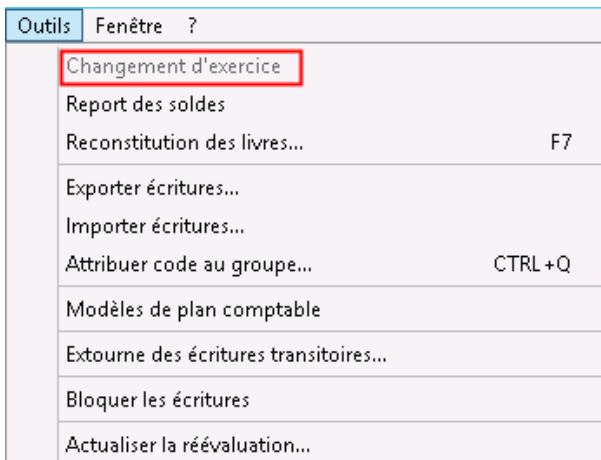 Outils Fenêtre ?
Changement d'exercice
Report des soldes
Reconstitution des livres... F7
Exporter écritures...
Importer écritures...
Attribuer code au groupe... CTRL+Q
Modèles de plan comptable
Extourne des écritures transitoires...
Bloquer les écritures
Actualiser la réévaluation...